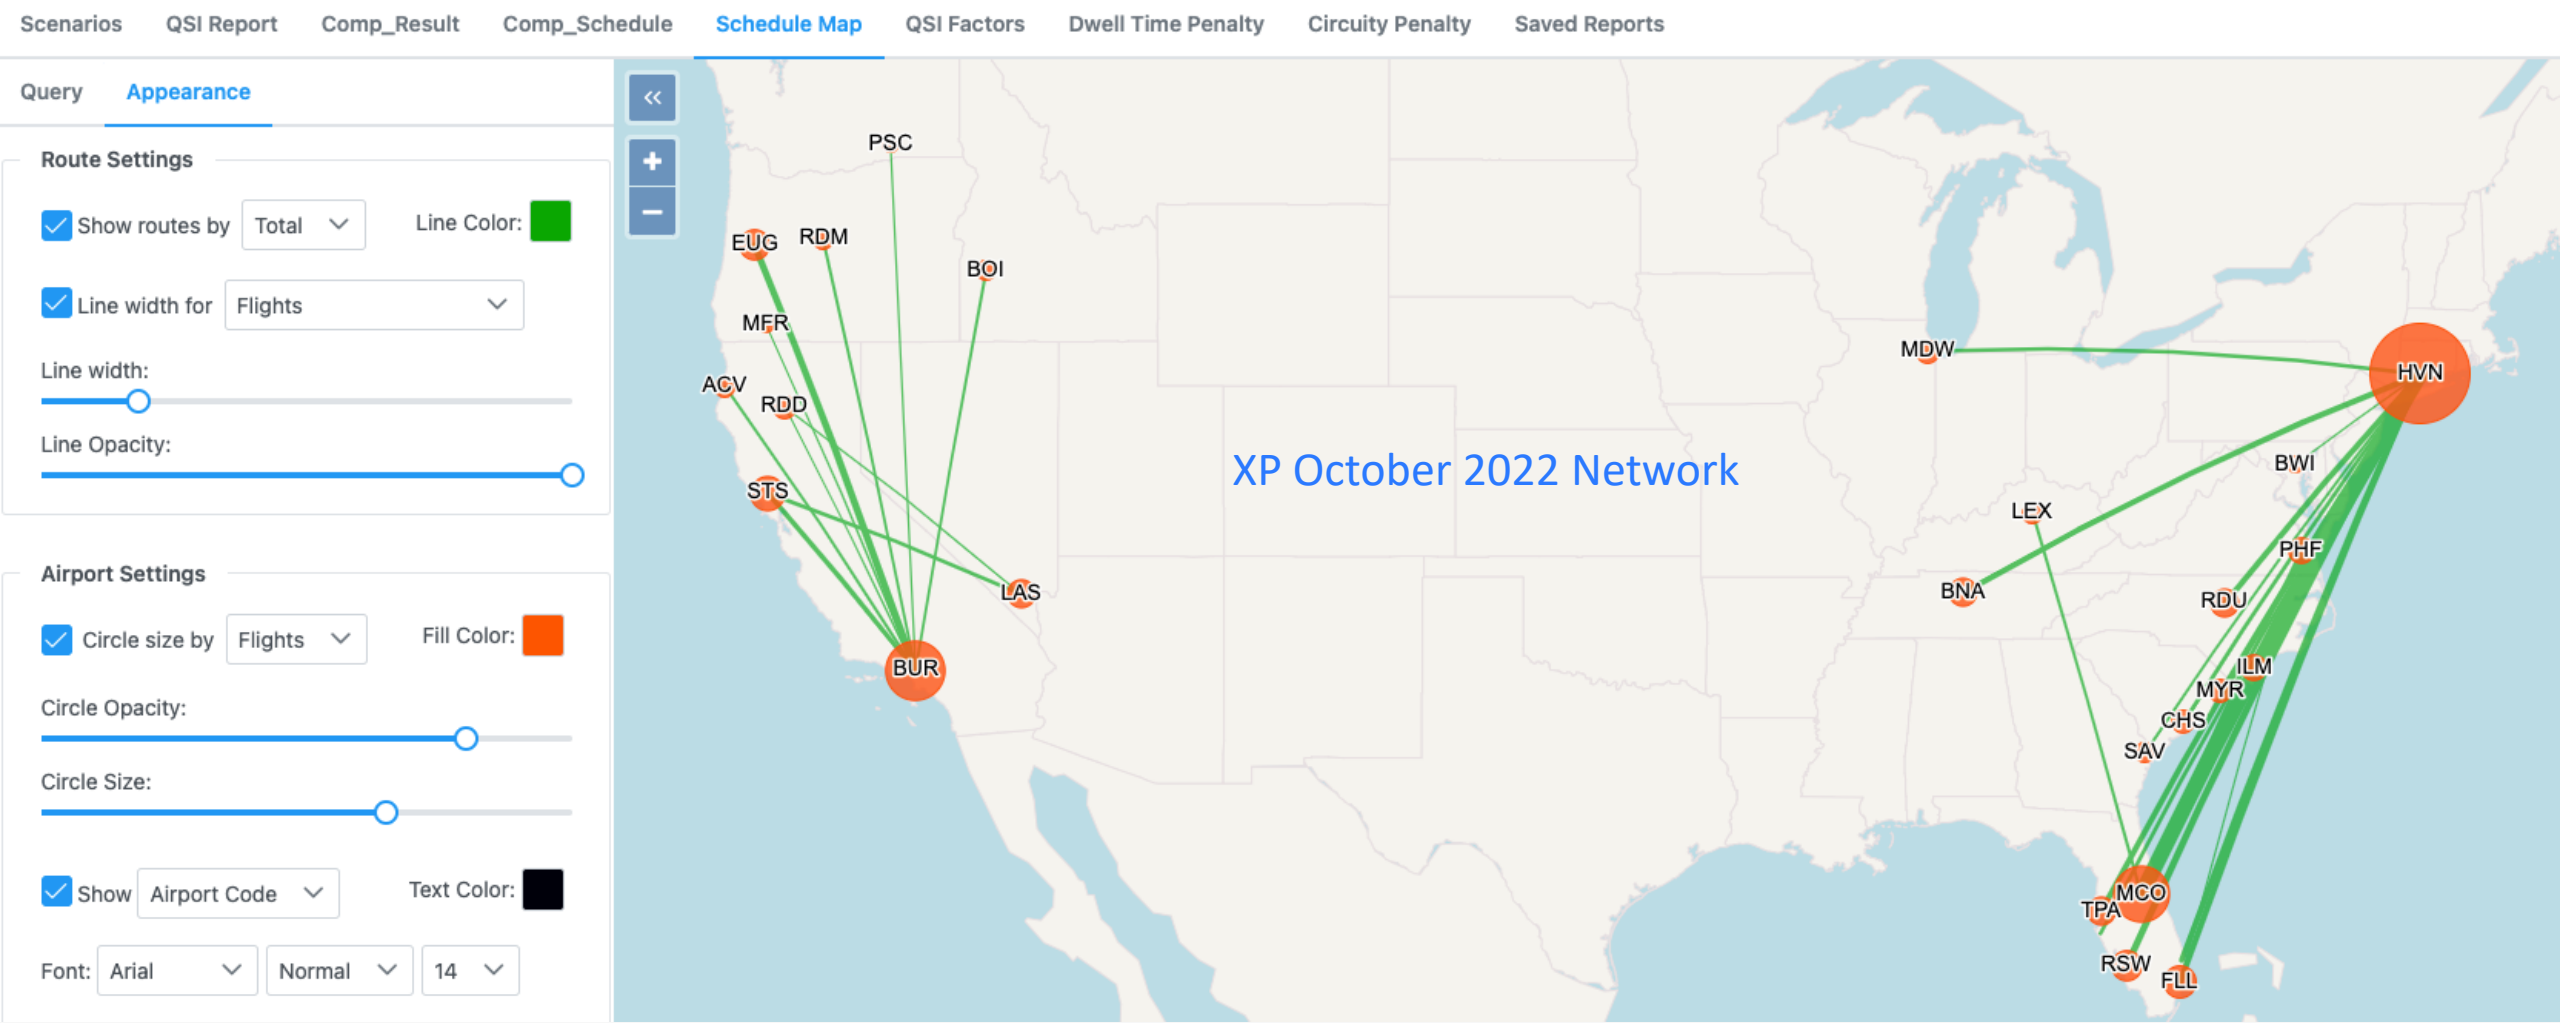 Scenarios QSI Report Comp_Result Comp_Schedule Schedule Map QSI Factors Dwell Time Penalty Circuity Penalty Saved Reports
Query Appearance
Route Settings
Show routes by Total Line Color:
Line width for Flights
Line width:
Line Opacity:
Airport Settings
Circle size by Flights Fill Color:
Circle Opacity:
Circle Size:
Show Airport Code Text Color:
Font: Arial Normal 14
«
+
−
PSC
EUG RDM
BOI
MFR
ACV
RDD
STS
LAS
BUR
XP October 2022 Network
MDW
HVN
BWI
LEX
PHF
BNA
RDU
ILM
MYR
CHS
SAV
MCO
TPA
RSW
FLL